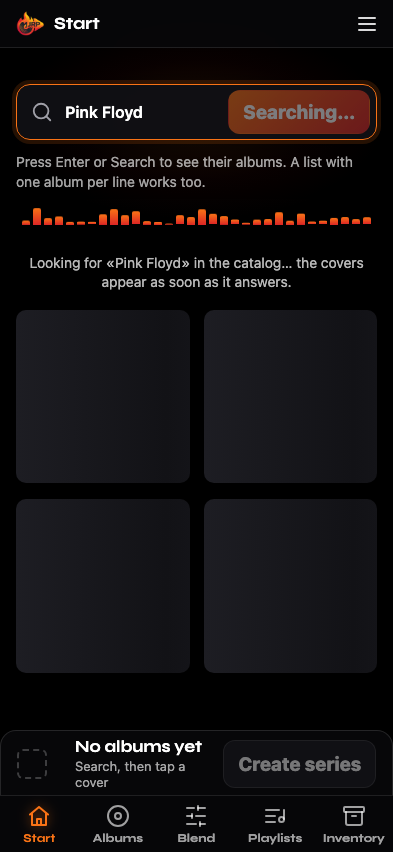 Start
Pink Floyd
Searching...
Press Enter or Search to see their albums. A list with
one album per line works too.
Looking for «Pink Floyd» in the catalog... the covers
appear as soon as it answers.
No albums yet
Search, then tap a
cover
Create series
Start
Albums
Blend
Playlists
Inventory